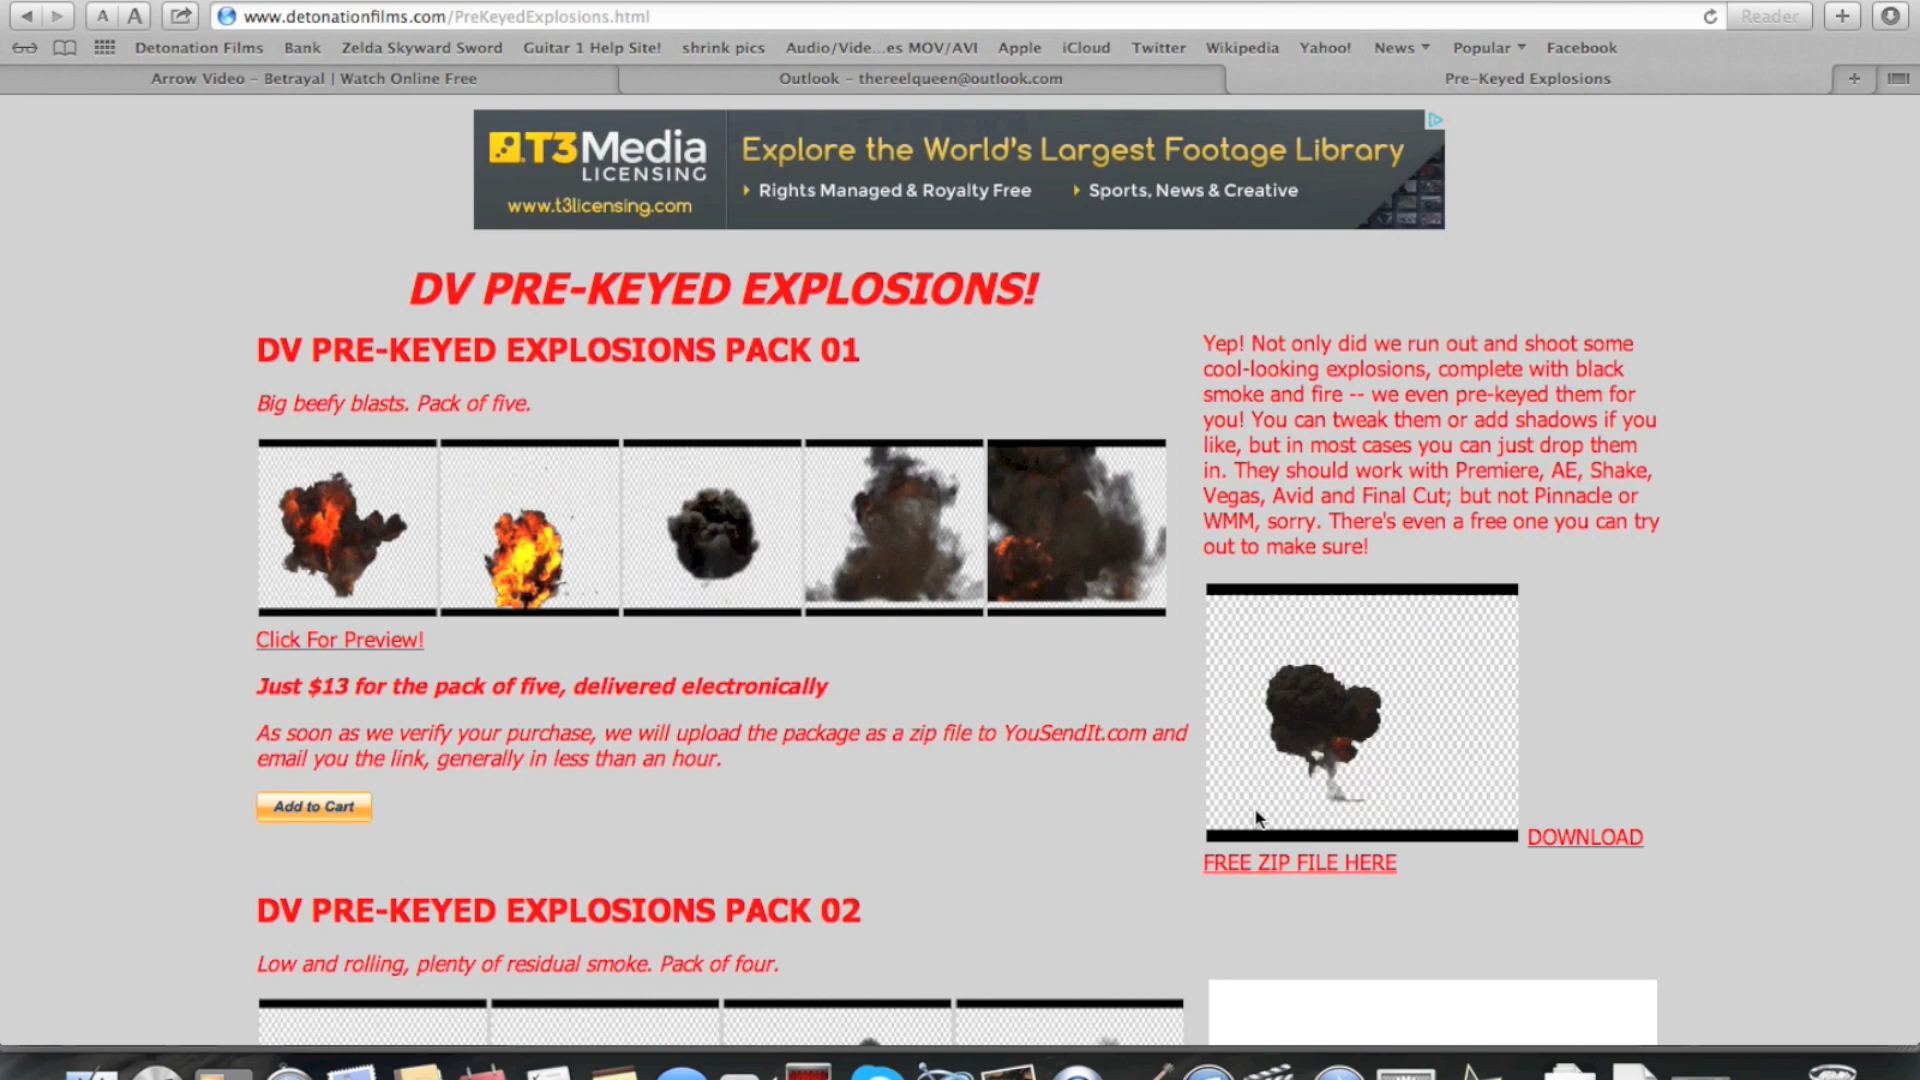 A A www.detonationfilms.com/PreKeyedExplosions.html Reader
Detonation Films Bank Zelda Skyward Sword Guitar 1 Help Site! shrink pics Audio/Vide...es MOV/AVI Apple iCloud Twitter Wikipedia Yahoo! News Popular Facebook
Arrow Video – Betrayal | Watch Online Free Outlook – thereelqueen@outlook.com Pre-Keyed Explosions
T3Media
LICENSING
www.t3licensing.com
Explore the World's Largest Footage Library
Rights Managed & Royalty Free Sports, News & Creative
DV PRE-KEYED EXPLOSIONS!
DV PRE-KEYED EXPLOSIONS PACK 01
Big beefy blasts. Pack of five.
Click For Preview!
Just $13 for the pack of five, delivered electronically
As soon as we verify your purchase, we will upload the package as a zip file to YouSendIt.com and
email you the link, generally in less than an hour.
Add to Cart
Yep! Not only did we run out and shoot some
cool-looking explosions, complete with black
smoke and fire -- we even pre-keyed them for
you! You can tweak them or add shadows if you
like, but in most cases you can just drop them
in. They should work with Premiere, AE, Shake,
Vegas, Avid and Final Cut; but not Pinnacle or
WMM, sorry. There's even a free one you can try
out to make sure!
DOWNLOAD
FREE ZIP FILE HERE
DV PRE-KEYED EXPLOSIONS PACK 02
Low and rolling, plenty of residual smoke. Pack of four.